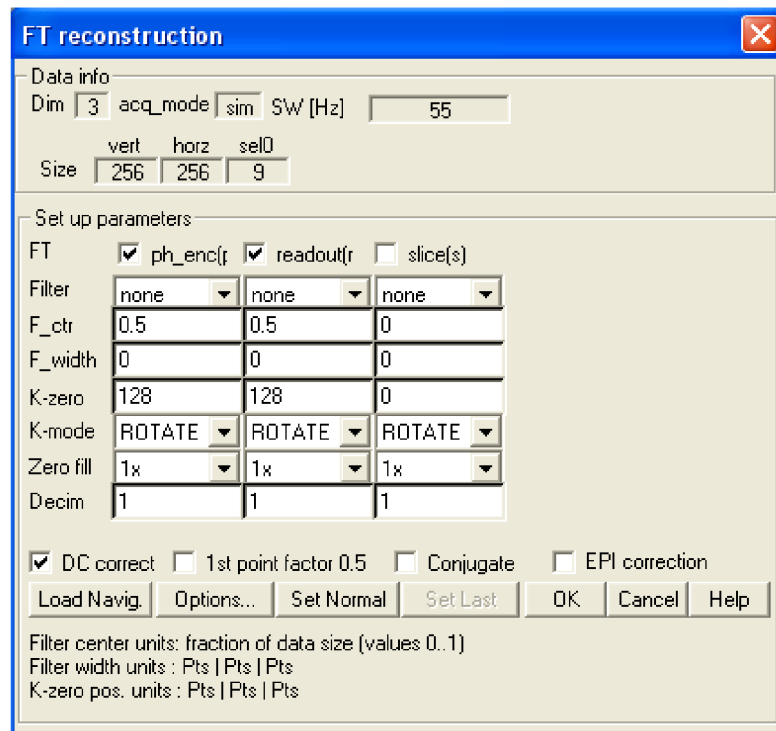 FT reconstruction
Data info
Dim 3 acq_mode sim SW [Hz] 55
vert horz sel0
Size 256 256 9
Set up parameters
FT ph_enc(p readout(r slice(s)
Filter none none none
F_ctr 0.5 0.5 0
F_width 0 0 0
K-zero 128 128 0
K-mode ROTATE ROTATE ROTATE
Zero fill 1x 1x 1x
Decim 1 1 1
DC correct 1st point factor 0.5 Conjugate EPI correction
Load Navig. Options... Set Normal Set Last OK Cancel Help
Filter center units: fraction of data size (values 0..1)
Filter width units : Pts | Pts | Pts
K-zero pos. units : Pts | Pts | Pts